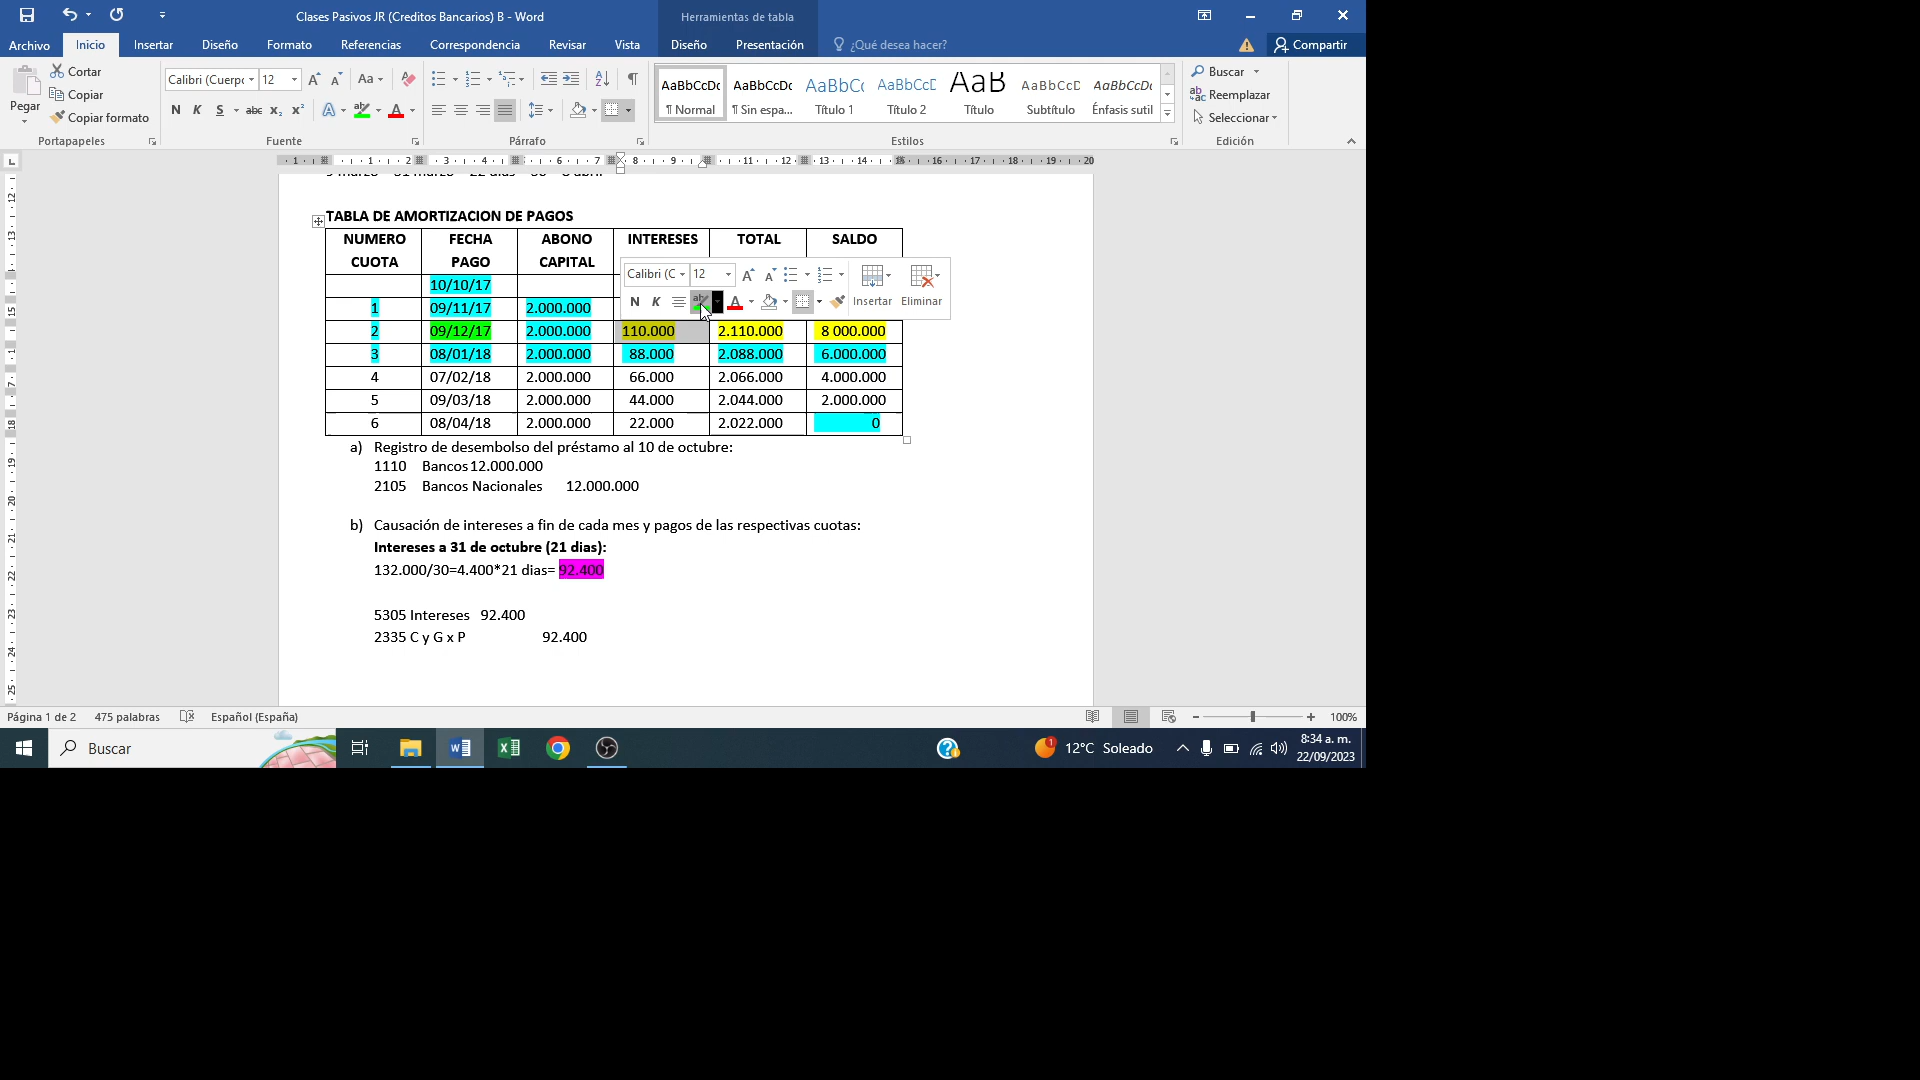 Clases Pasivos JR (Creditos Bancarios) B - Word
Herramientas de tabla
Archivo Inicio Insertar Diseño Formato Referencias Correspondencia Revisar Vista Diseño Presentación ¿Qué desea hacer? Compartir
Pegar
Cortar
Copiar
Copiar formato
Portapapeles
Calibri (Cuerpo 12
Fuente
Párrafo
AaBbCcDc AaBbCcDc AaBbCc AaBbCcE AaB AaBbCcD AaBbCcDc
¶ Normal ¶ Sin espa... Título 1 Título 2 Título Subtítulo Énfasis sutil
Estilos
Buscar
Reemplazar
Seleccionar
Edición
TABLA DE AMORTIZACION DE PAGOS
NUMERO CUOTA FECHA PAGO ABONO CAPITAL INTERESES TOTAL SALDO
10/10/17
1 09/11/17 2.000.000
2 09/12/17 2.000.000 110.000 2.110.000 8 000.000
3 08/01/18 2.000.000 88.000 2.088.000 6.000.000
4 07/02/18 2.000.000 66.000 2.066.000 4.000.000
5 09/03/18 2.000.000 44.000 2.044.000 2.000.000
6 08/04/18 2.000.000 22.000 2.022.000 0
Calibri (C 12
N K
Insertar Eliminar
a) Registro de desembolso del préstamo al 10 de octubre:
1110 Bancos 12.000.000
2105 Bancos Nacionales 12.000.000
b) Causación de intereses a fin de cada mes y pagos de las respectivas cuotas:
Intereses a 31 de octubre (21 dias):
132.000/30=4.400*21 dias= 92.400
5305 Intereses 92.400
2335 C y G x P 92.400
Página 1 de 2 475 palabras Español (España) 100%
Buscar
12°C Soleado
8:34 a. m.
22/09/2023